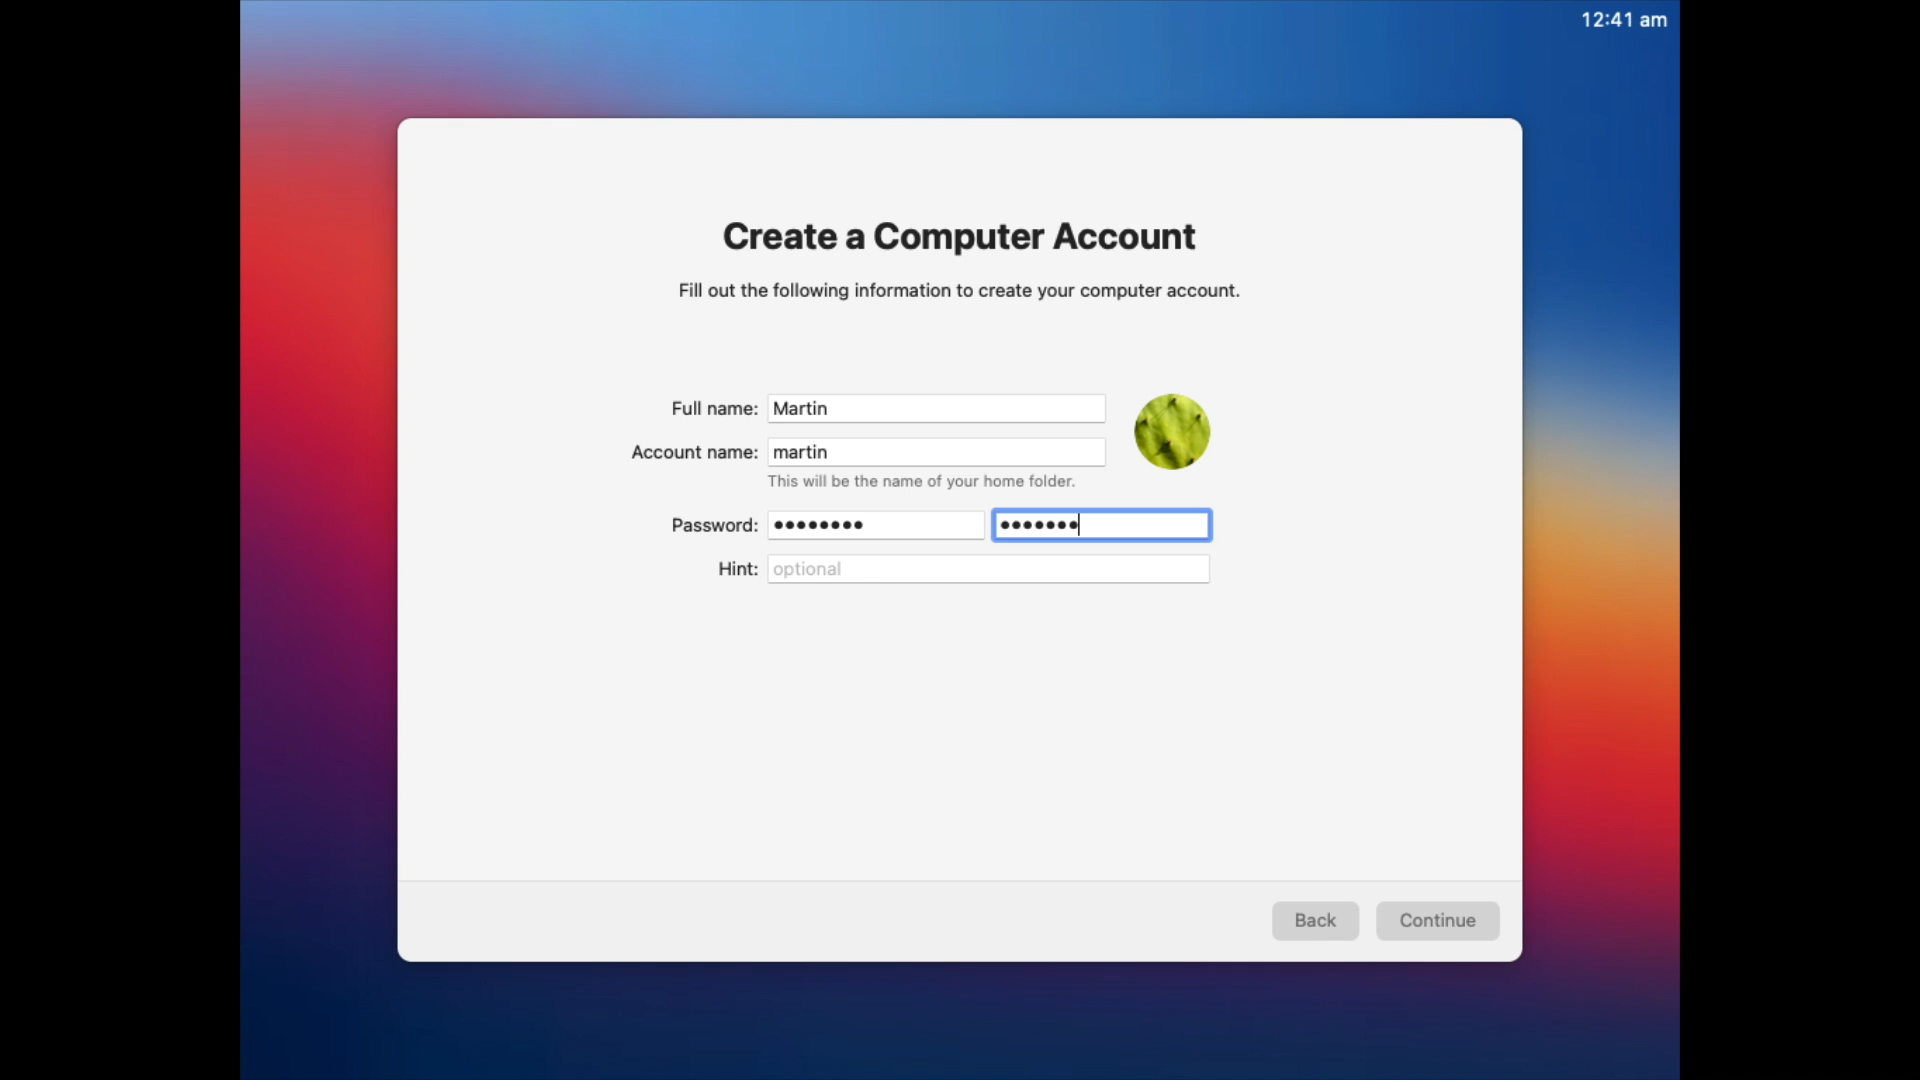 12:41 am
Create a Computer Account
Fill out the following information to create your computer account.
Full name: Martin
Account name: martin
This will be the name of your home folder.
Password: •••••••• •••••••
Hint: optional
Back Continue